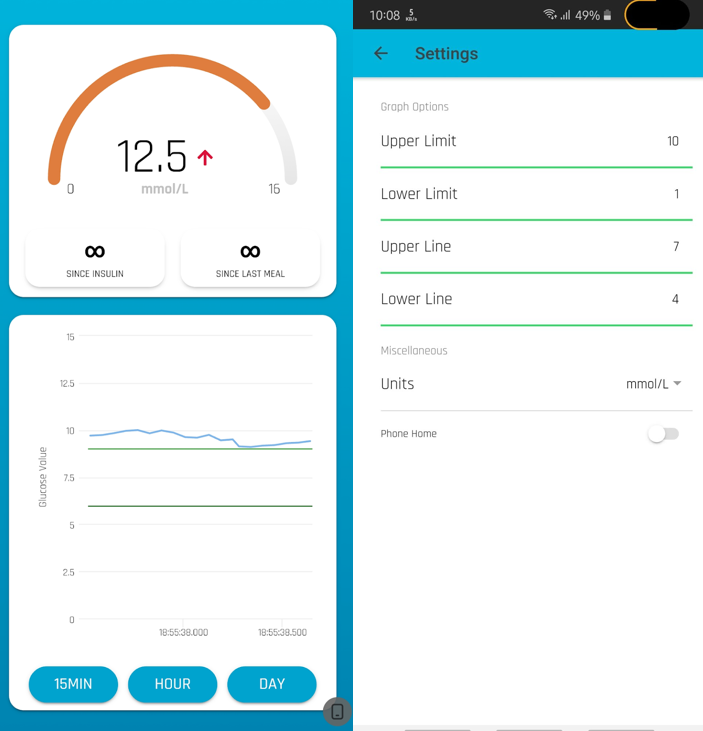 12.5
0
mmol/L
15
∞
SINCE INSULIN
∞
SINCE LAST MEAL
15
12.5
10
7.5
5
2.5
0
Glucose Value
18:55:38.000
18:55:38.500
15MIN
HOUR
DAY
10:08
5
KB/s
49%
Settings
Graph Options
Upper Limit 10
Lower Limit 1
Upper Line 7
Lower Line 4
Miscellaneous
Units mmol/L
Phone Home